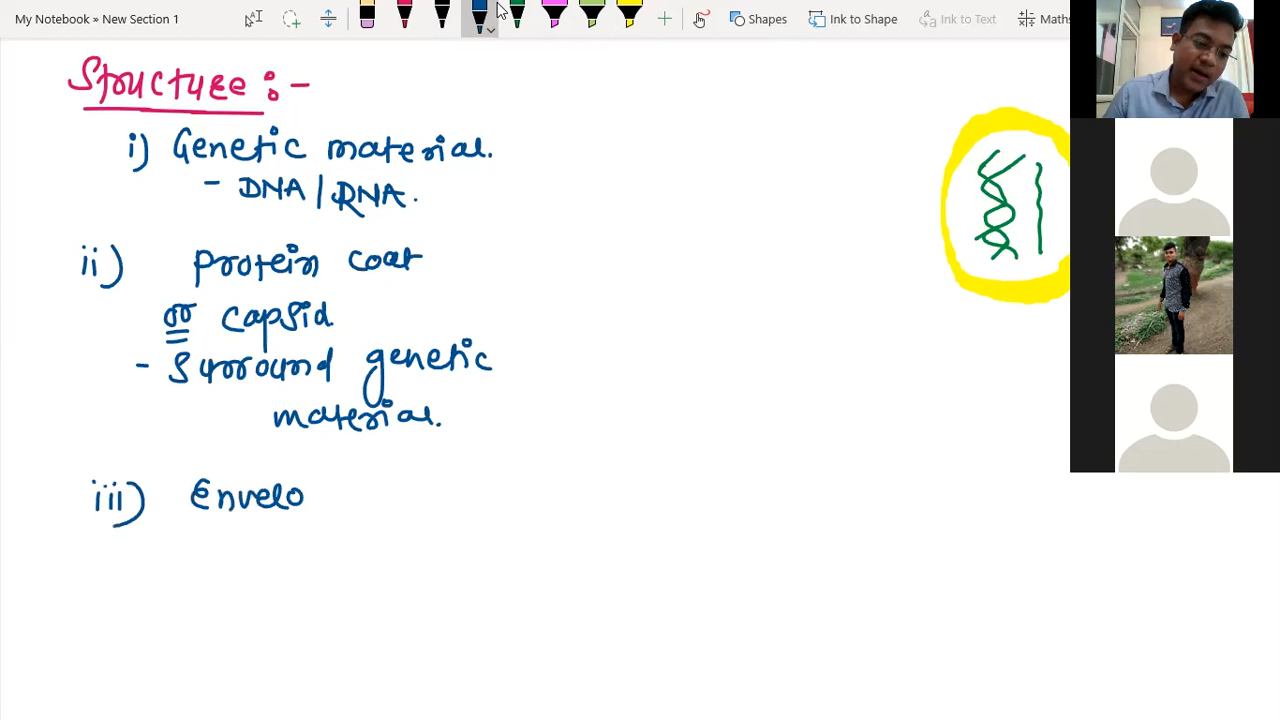 My Notebook » New Section 1
Shapes
Ink to Shape
Ink to Text
Maths
Structure :-
i) Genetic material.
- DNA / RNA.
ii) Protein coat
or capsid
- Surround genetic
material.
iii) Envelo